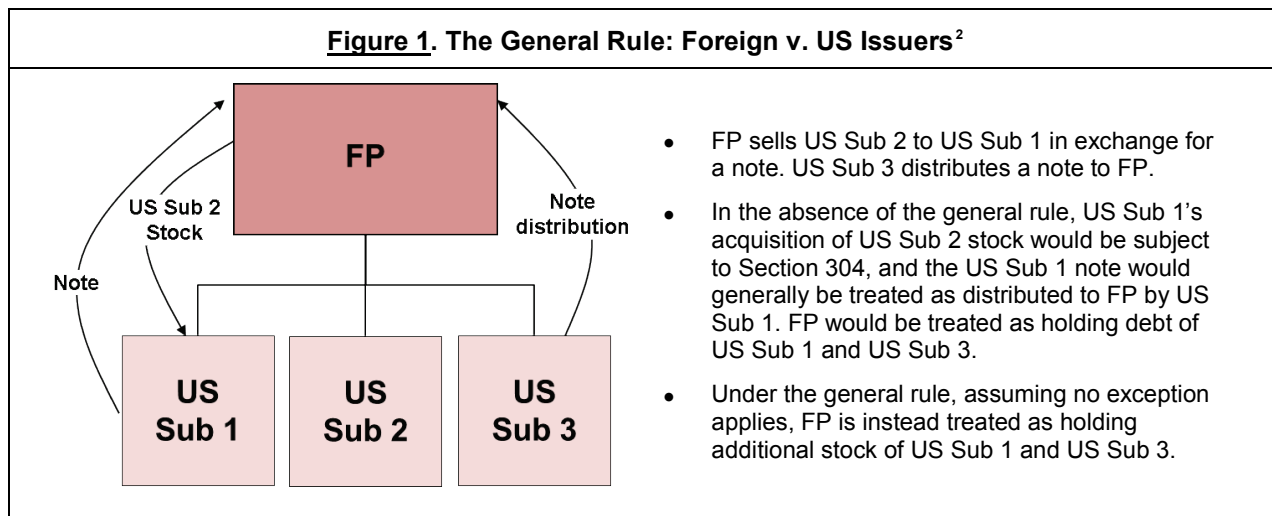 Figure 1. The General Rule: Foreign v. US Issuers²
FP
US Sub 2
Stock
Note
distribution
Note
US
Sub 1
US
Sub 2
US
Sub 3
• FP sells US Sub 2 to US Sub 1 in exchange for
a note. US Sub 3 distributes a note to FP.
• In the absence of the general rule, US Sub 1’s
acquisition of US Sub 2 stock would be subject
to Section 304, and the US Sub 1 note would
generally be treated as distributed to FP by US
Sub 1. FP would be treated as holding debt of
US Sub 1 and US Sub 3.
• Under the general rule, assuming no exception
applies, FP is instead treated as holding
additional stock of US Sub 1 and US Sub 3.